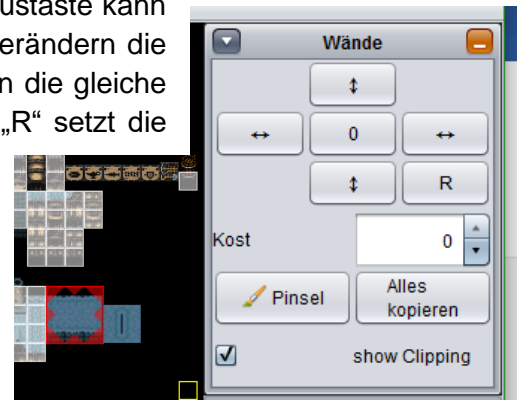 ustaste kann
erändern die
n die gleiche
„R“ setzt die
Wände
↕
↔ 0 ↔
↕ R
Kost 0
Pinsel
Alles
kopieren
show Clipping